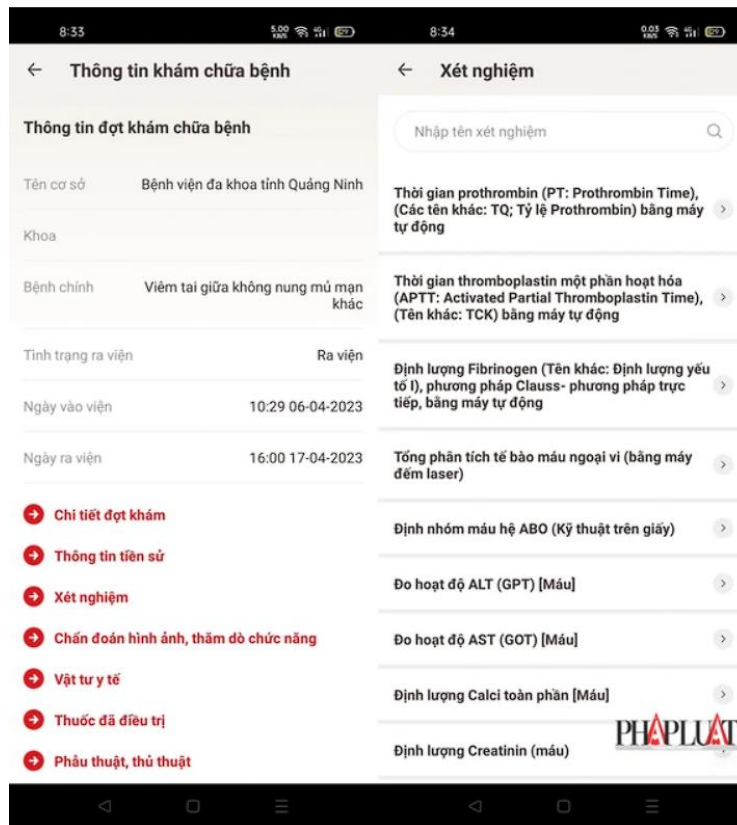 8:33
5.00 KB/S
4G
59
Thông tin khám chữa bệnh
Thông tin đợt khám chữa bệnh
Tên cơ sở Bệnh viện đa khoa tỉnh Quảng Ninh
Khoa
Bệnh chính Viêm tai giữa không nung mủ mạn
khác
Tình trạng ra viện Ra viện
Ngày vào viện 10:29 06-04-2023
Ngày ra viện 16:00 17-04-2023
Chi tiết đợt khám
Thông tin tiền sử
Xét nghiệm
Chẩn đoán hình ảnh, thăm dò chức năng
Vật tư y tế
Thuốc đã điều trị
Phẫu thuật, thủ thuật
8:34
0.03 KB/S
4G
59
Xét nghiệm
Nhập tên xét nghiệm
Thời gian prothrombin (PT: Prothrombin Time),
(Các tên khác: TQ; Tỷ lệ Prothrombin) bằng máy
tự động
Thời gian thromboplastin một phần hoạt hóa
(APTT: Activated Partial Thromboplastin Time),
(Tên khác: TCK) bằng máy tự động
Định lượng Fibrinogen (Tên khác: Định lượng yếu
tố I), phương pháp Clauss- phương pháp trực
tiếp, bằng máy tự động
Tổng phân tích tế bào máu ngoại vi (bằng máy
đếm laser)
Định nhóm máu hệ ABO (Kỹ thuật trên giấy)
Đo hoạt độ ALT (GPT) [Máu]
Đo hoạt độ AST (GOT) [Máu]
Định lượng Calci toàn phần [Máu]
Định lượng Creatinin (máu)
PHÁPLUẬT